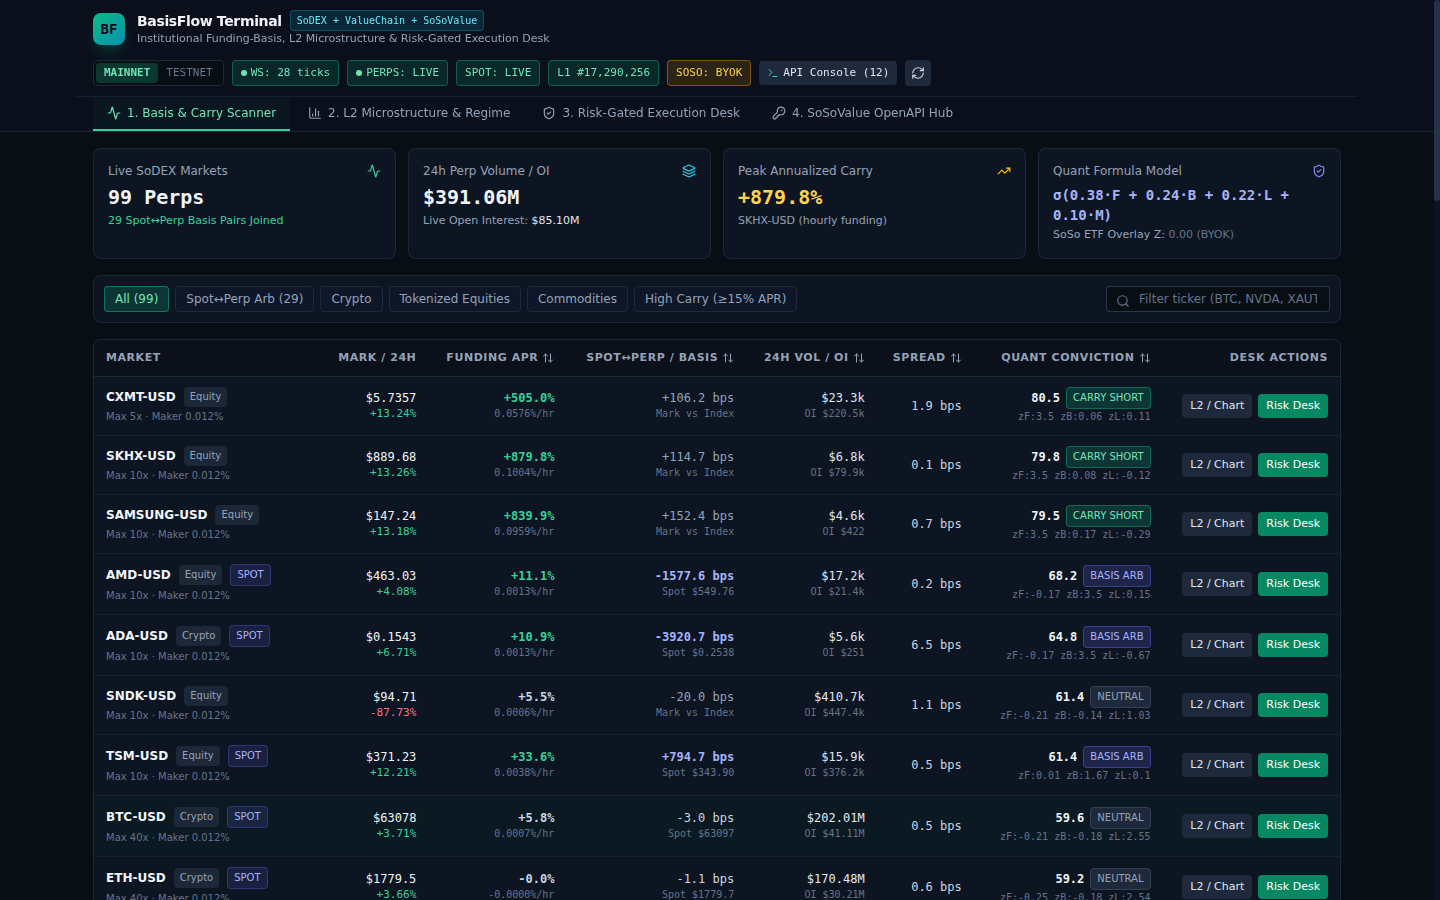 BF
BasisFlow Terminal SoDEX + ValueChain + SoSoValue
Institutional Funding-Basis, L2 Microstructure & Risk-Gated Execution Desk
MAINNET TESTNET WS: 28 ticks PERPS: LIVE SPOT: LIVE L1 #17,290,256 SOSO: BYOK API Console (12)
1. Basis & Carry Scanner 2. L2 Microstructure & Regime 3. Risk-Gated Execution Desk 4. SoSoValue OpenAPI Hub
Live SoDEX Markets
99 Perps
29 Spot↔Perp Basis Pairs Joined
24h Perp Volume / OI
$391.06M
Live Open Interest: $85.10M
Peak Annualized Carry
+879.8%
SKHX-USD (hourly funding)
Quant Formula Model
σ(0.38·F + 0.24·B + 0.22·L +
0.10·M)
SoSo ETF Overlay Z: 0.00 (BYOK)
All (99) Spot↔Perp Arb (29) Crypto Tokenized Equities Commodities High Carry (≥15% APR) Filter ticker (BTC, NVDA, XAUT
MARKET MARK / 24H FUNDING APR SPOT↔PERP / BASIS 24H VOL / OI SPREAD QUANT CONVICTION DESK ACTIONS
CXMT-USD Equity $5.7357 +505.0% +106.2 bps $23.3k 1.9 bps 80.5 CARRY SHORT L2 / Chart Risk Desk
Max 5x · Maker 0.012% +13.24% 0.0576%/hr Mark vs Index OI $220.5k zF:3.5 zB:0.06 zL:0.11
SKHX-USD Equity $889.68 +879.8% +114.7 bps $6.8k 0.1 bps 79.8 CARRY SHORT L2 / Chart Risk Desk
Max 10x · Maker 0.012% +13.26% 0.1004%/hr Mark vs Index OI $79.9k zF:3.5 zB:0.08 zL:-0.12
SAMSUNG-USD Equity $147.24 +839.9% +152.4 bps $4.6k 0.7 bps 79.5 CARRY SHORT L2 / Chart Risk Desk
Max 10x · Maker 0.012% +13.18% 0.0959%/hr Mark vs Index OI $422 zF:3.5 zB:0.17 zL:-0.29
AMD-USD Equity SPOT $463.03 +11.1% -1577.6 bps $17.2k 0.2 bps 68.2 BASIS ARB L2 / Chart Risk Desk
Max 10x · Maker 0.012% +4.08% 0.0013%/hr Spot $549.76 OI $21.4k zF:-0.17 zB:3.5 zL:0.15
ADA-USD Crypto SPOT $0.1543 +10.9% -3920.7 bps $5.6k 6.5 bps 64.8 BASIS ARB L2 / Chart Risk Desk
Max 10x · Maker 0.012% +6.71% 0.0013%/hr Spot $0.2538 OI $251 zF:-0.17 zB:3.5 zL:-0.67
SNDK-USD Equity $94.71 +5.5% -20.0 bps $410.7k 1.1 bps 61.4 NEUTRAL L2 / Chart Risk Desk
Max 10x · Maker 0.012% -87.73% 0.0006%/hr Mark vs Index OI $447.4k zF:-0.21 zB:-0.14 zL:1.03
TSM-USD Equity SPOT $371.23 +33.6% +794.7 bps $15.9k 0.5 bps 61.4 BASIS ARB L2 / Chart Risk Desk
Max 10x · Maker 0.012% +12.21% 0.0038%/hr Spot $343.90 OI $376.2k zF:0.01 zB:1.67 zL:0.1
BTC-USD Crypto SPOT $63078 +5.8% -3.0 bps $202.01M 0.5 bps 59.6 NEUTRAL L2 / Chart Risk Desk
Max 40x · Maker 0.012% +3.71% 0.0007%/hr Spot $63097 OI $41.11M zF:-0.21 zB:-0.18 zL:2.55
ETH-USD Crypto SPOT $1779.5 -0.0% -1.1 bps $170.48M 0.6 bps 59.2 NEUTRAL L2 / Chart Risk Desk
Max 40x · Maker 0.012% +3.66% -0.0000%/hr Spot $1779.7 OI $30.21M zF:-0.25 zB:-0.18 zL:2.54